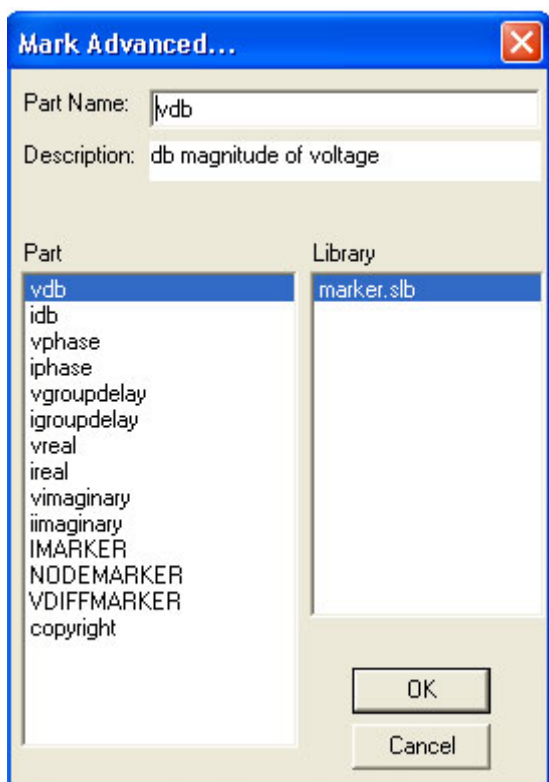 Mark Advanced...
Part Name: vdb
Description: db magnitude of voltage
Part
vdb
idb
vphase
iphase
vgroupdelay
igroupdelay
vreal
ireal
vimaginary
iimaginary
IMARKER
NODEMARKER
VDIFFMARKER
copyright
Library
marker.slb
OK
Cancel